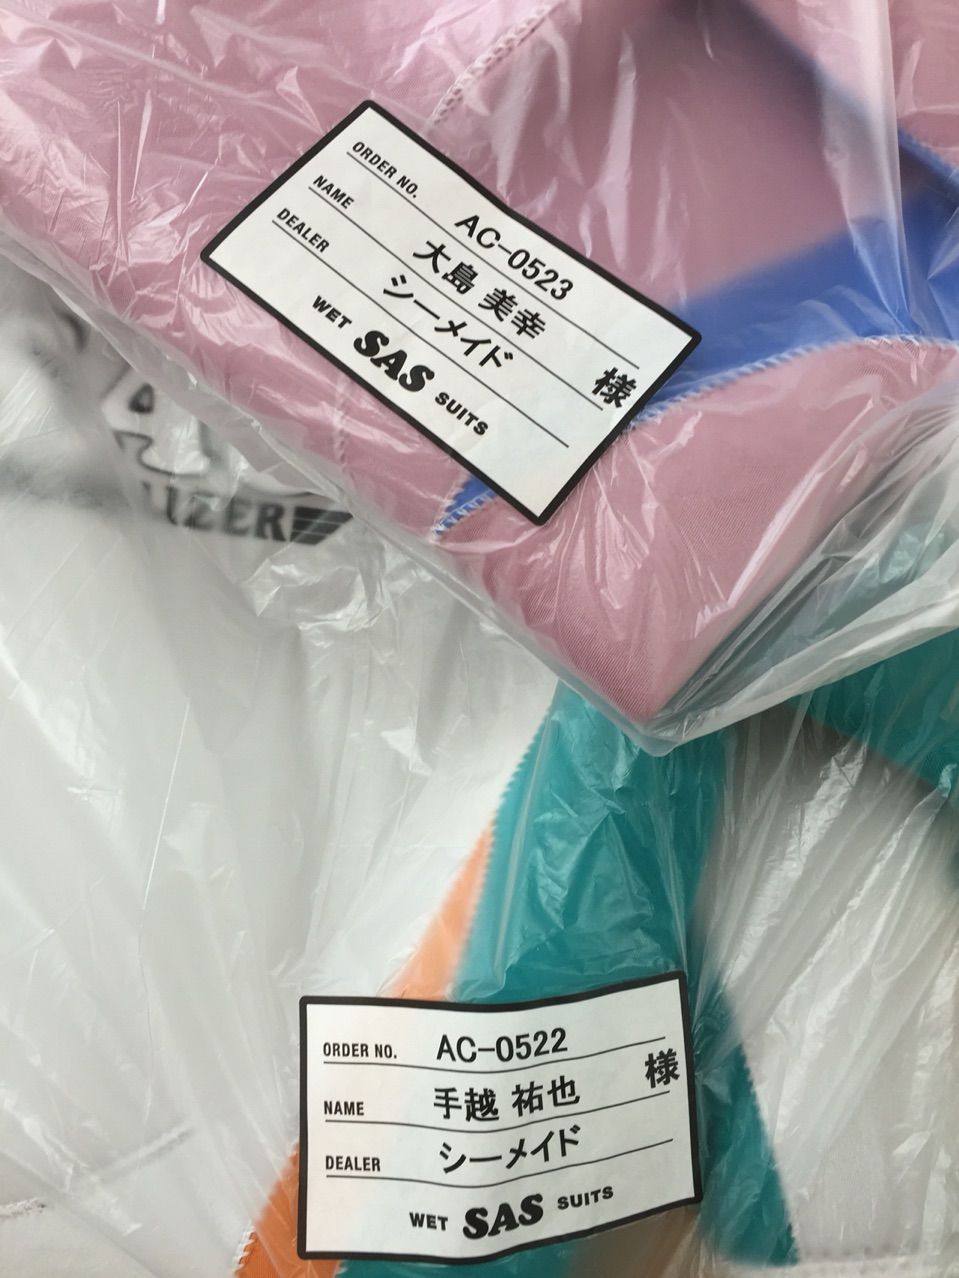 ORDER NO. AC-0523
NAME 大島 美幸 様
DEALER シーメイド
WET SAS SUITS
LIZER
ORDER NO. AC-0522
NAME 手越 祐也 様
DEALER シーメイド
WET SAS SUITS